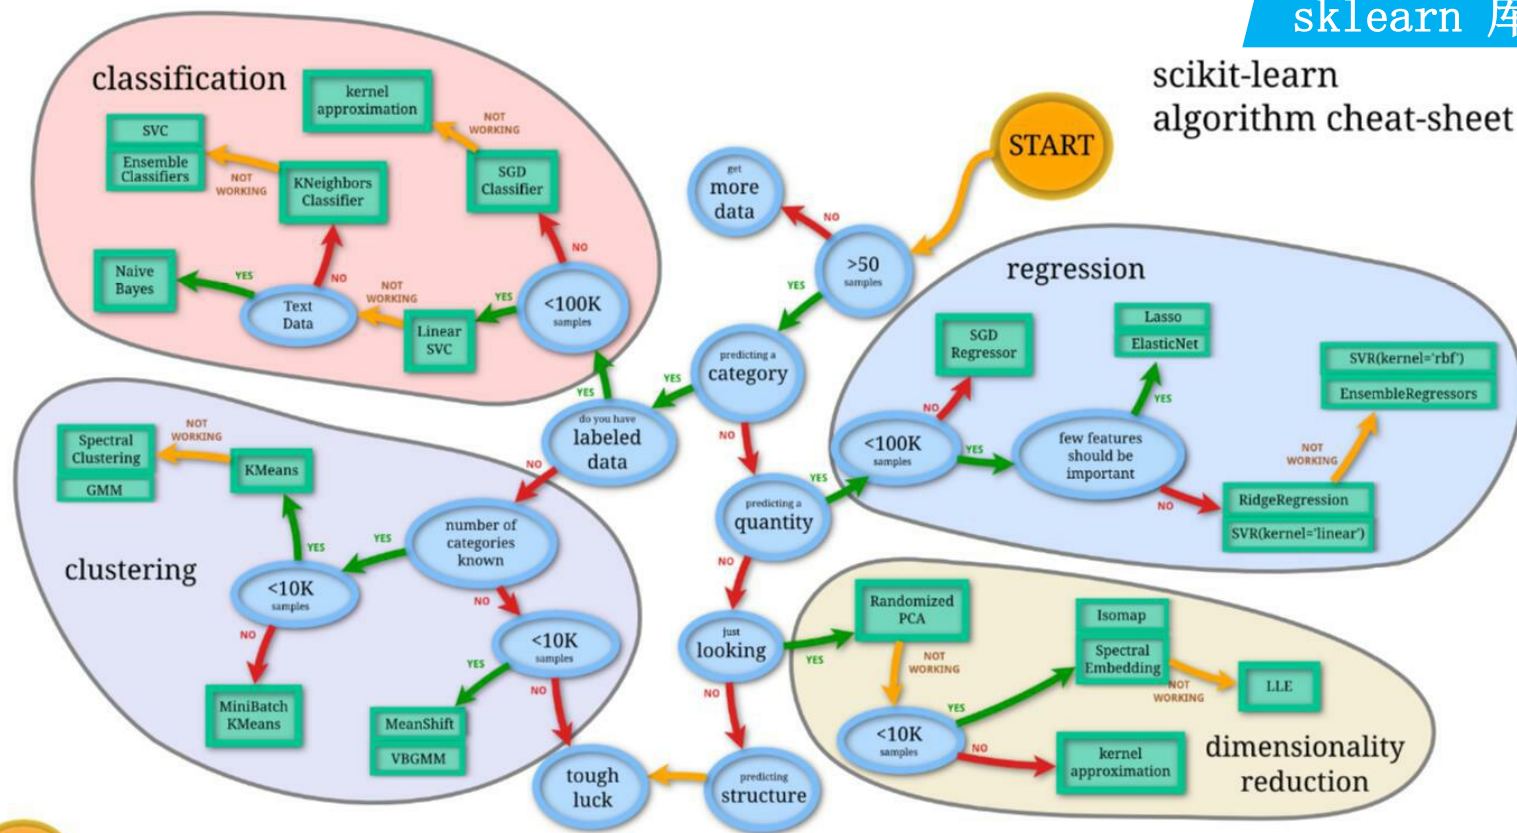 sklearn 库
scikit-learn
algorithm cheat-sheet
START
classification
kernel
approximation
NOT
WORKING
SVC
Ensemble
Classifiers
NOT
WORKING
KNeighbors
Classifier
SGD
Classifier
NO
Naive
Bayes
YES
NO
Text
Data
NOT
WORKING
Linear
SVC
YES
<100K
samples
get
more
data
NO
>50
samples
YES
predicting a
category
YES
NO
YES
do you have
labeled
data
NO
predicting a
quantity
YES
NO
just
looking
YES
NO
predicting
structure
tough
luck
regression
SGD
Regressor
NO
<100K
samples
YES
Lasso
ElasticNet
YES
few features
should be
important
NO
SVR(kernel='rbf')
EnsembleRegressors
NOT
WORKING
RidgeRegression
SVR(kernel='linear')
clustering
Spectral
Clustering
GMM
NOT
WORKING
KMeans
YES
<10K
samples
YES
number of
categories
known
NO
NO
MiniBatch
KMeans
<10K
samples
YES
NO
MeanShift
VBGMM
Randomized
PCA
NOT
WORKING
<10K
samples
YES
NO
Isomap
Spectral
Embedding
NOT
WORKING
LLE
kernel
approximation
dimensionality
reduction